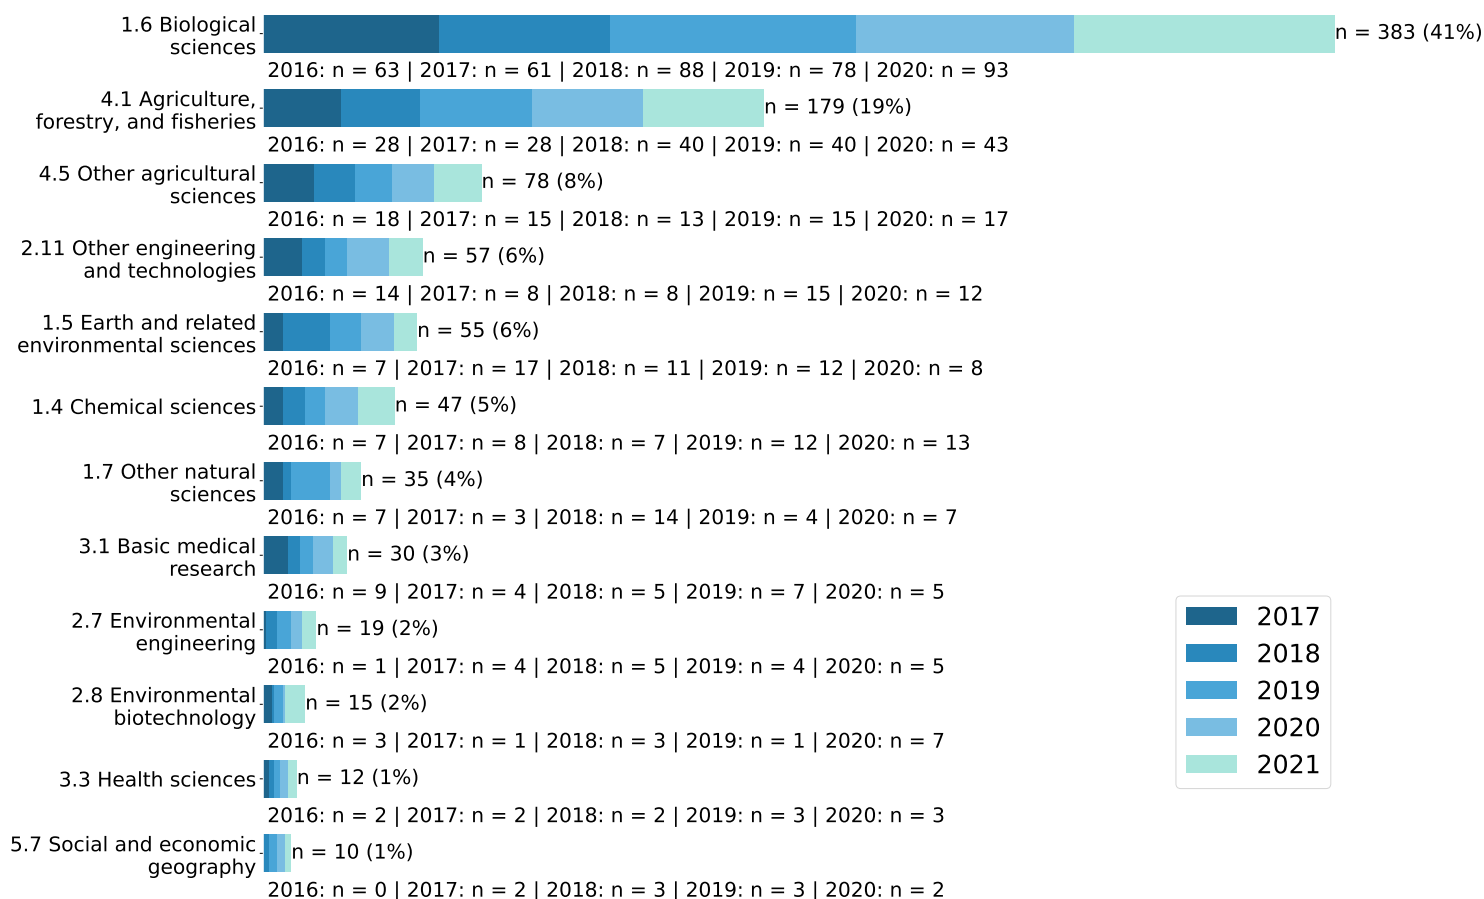 1.6 Biological
sciences
n = 383 (41%)
2016: n = 63 | 2017: n = 61 | 2018: n = 88 | 2019: n = 78 | 2020: n = 93
4.1 Agriculture,
forestry, and fisheries
n = 179 (19%)
2016: n = 28 | 2017: n = 28 | 2018: n = 40 | 2019: n = 40 | 2020: n = 43
4.5 Other agricultural
sciences
n = 78 (8%)
2016: n = 18 | 2017: n = 15 | 2018: n = 13 | 2019: n = 15 | 2020: n = 17
2.11 Other engineering
and technologies
n = 57 (6%)
2016: n = 14 | 2017: n = 8 | 2018: n = 8 | 2019: n = 15 | 2020: n = 12
1.5 Earth and related
environmental sciences
n = 55 (6%)
2016: n = 7 | 2017: n = 17 | 2018: n = 11 | 2019: n = 12 | 2020: n = 8
1.4 Chemical sciences
n = 47 (5%)
2016: n = 7 | 2017: n = 8 | 2018: n = 7 | 2019: n = 12 | 2020: n = 13
1.7 Other natural
sciences
n = 35 (4%)
2016: n = 7 | 2017: n = 3 | 2018: n = 14 | 2019: n = 4 | 2020: n = 7
3.1 Basic medical
research
n = 30 (3%)
2016: n = 9 | 2017: n = 4 | 2018: n = 5 | 2019: n = 7 | 2020: n = 5
2.7 Environmental
engineering
n = 19 (2%)
2016: n = 1 | 2017: n = 4 | 2018: n = 5 | 2019: n = 4 | 2020: n = 5
2.8 Environmental
biotechnology
n = 15 (2%)
2016: n = 3 | 2017: n = 1 | 2018: n = 3 | 2019: n = 1 | 2020: n = 7
3.3 Health sciences
n = 12 (1%)
2016: n = 2 | 2017: n = 2 | 2018: n = 2 | 2019: n = 3 | 2020: n = 3
5.7 Social and economic
geography
n = 10 (1%)
2016: n = 0 | 2017: n = 2 | 2018: n = 3 | 2019: n = 3 | 2020: n = 2
2017
2018
2019
2020
2021